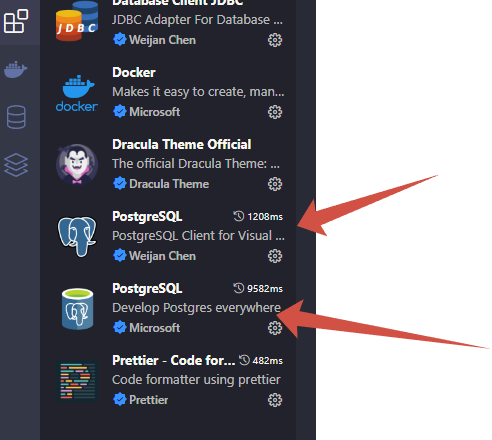 Database Client JDBC
JDBC
JDBC Adapter For Database ...
Weijan Chen
Docker
docker
Makes it easy to create, man...
Microsoft
Dracula Theme Official
The official Dracula Theme: ...
Dracula Theme
PostgreSQL 1208ms
PostgreSQL Client for Visual ...
Weijan Chen
PostgreSQL 9582ms
Develop Postgres everywhere
Microsoft
Prettier - Code for... 482ms
Code formatter using prettier
Prettier